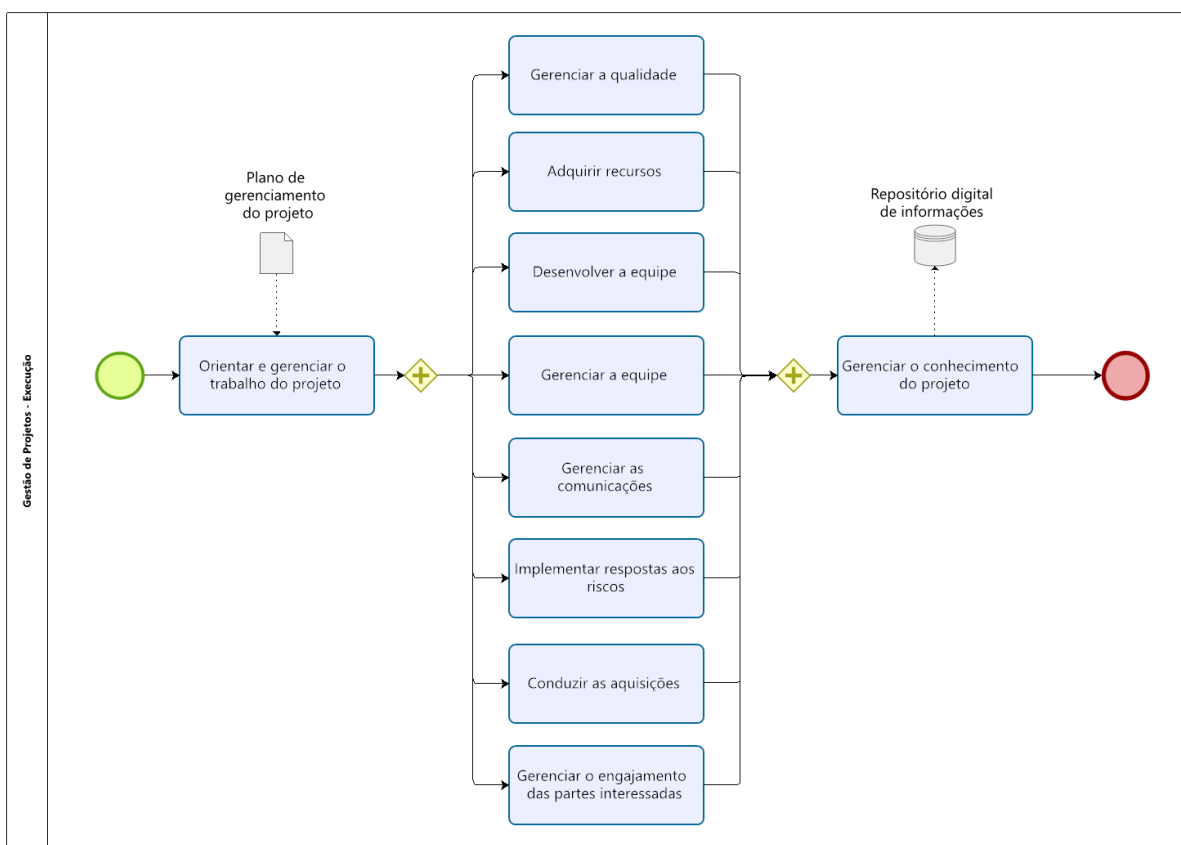 Gestão de Projetos - Execução
Plano de
gerenciamento
do projeto
Orientar e gerenciar o
trabalho do projeto
Gerenciar a qualidade
Adquirir recursos
Desenvolver a equipe
Gerenciar a equipe
Gerenciar as
comunicações
Implementar respostas aos
riscos
Conduzir as aquisições
Gerenciar o engajamento
das partes interessadas
Repositório digital
de informações
Gerenciar o conhecimento
do projeto